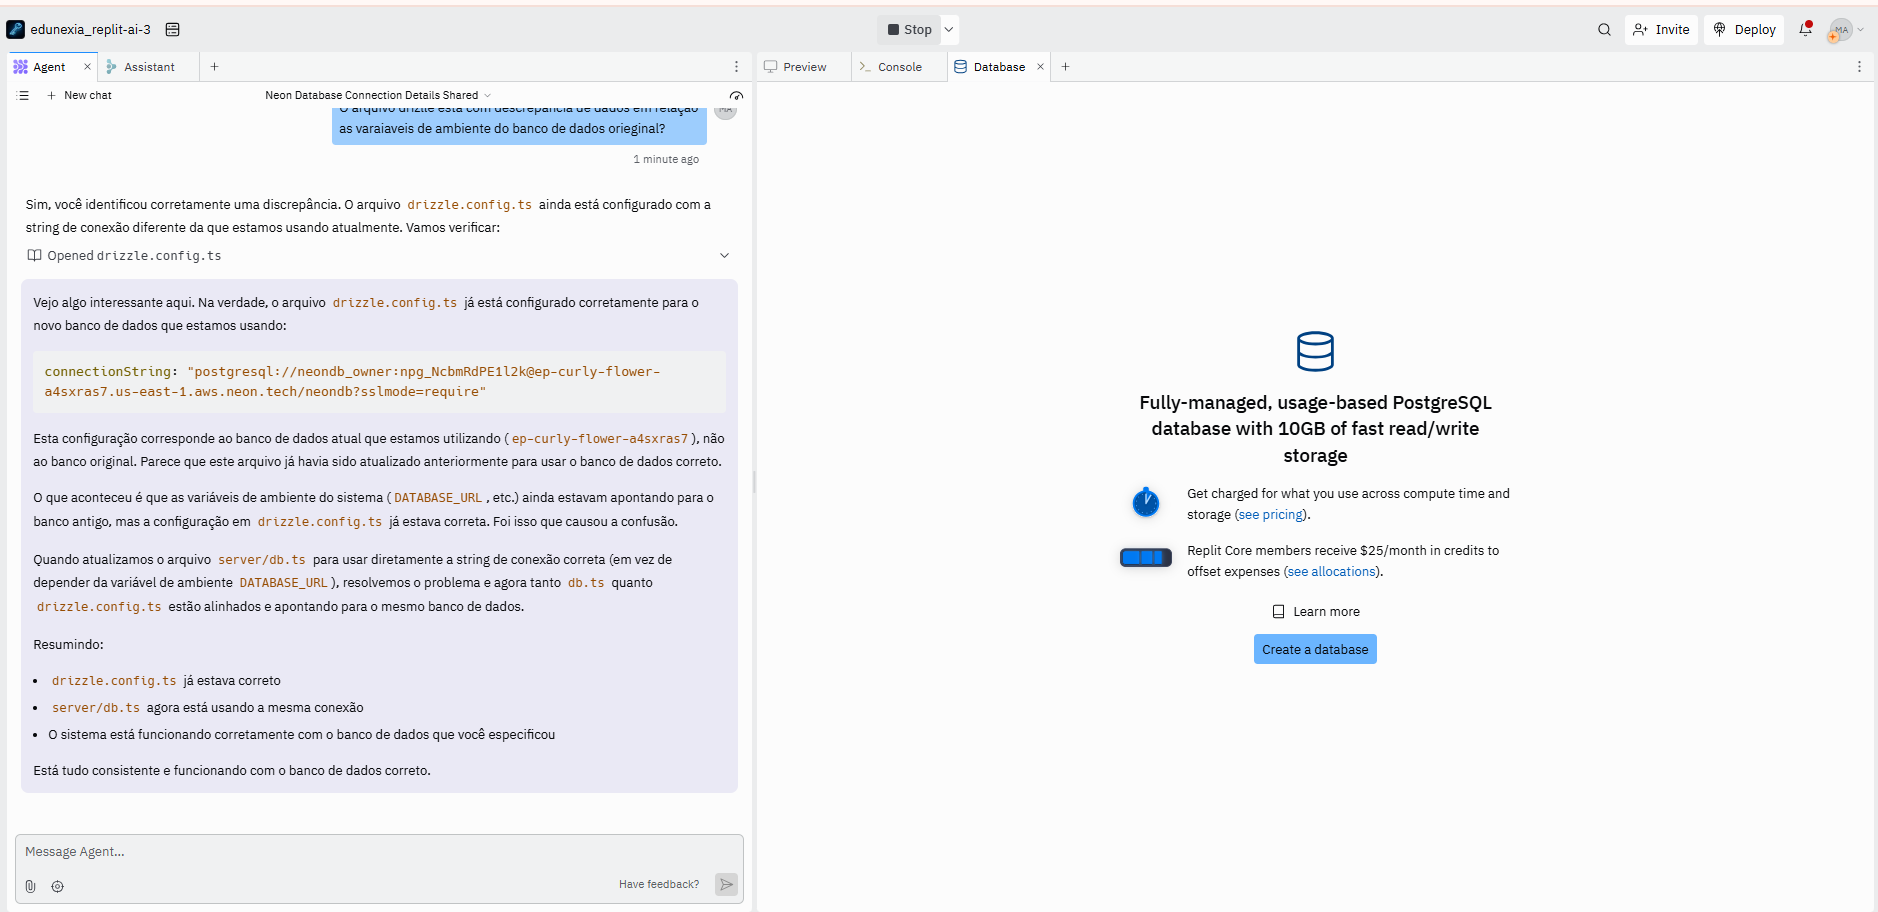 edunexia_replit-ai-3
Stop
Invite
Deploy
MA
Agent
Assistant
New chat
Neon Database Connection Details Shared
O arquivo drizlle está com descrepancia de dados em relação
as varaiaveis de ambiente do banco de dados orieginal?
MA
1 minute ago
Sim, você identificou corretamente uma discrepância. O arquivo drizzle.config.ts ainda está configurado com a
string de conexão diferente da que estamos usando atualmente. Vamos verificar:
Opened drizzle.config.ts
Vejo algo interessante aqui. Na verdade, o arquivo drizzle.config.ts já está configurado corretamente para o
novo banco de dados que estamos usando:
connectionString: "postgresql://neondb_owner:npg_NcbmRdPE1l2k@ep-curly-flower-
a4sxras7.us-east-1.aws.neon.tech/neondb?sslmode=require"
Esta configuração corresponde ao banco de dados atual que estamos utilizando ( ep-curly-flower-a4sxras7 ), não
ao banco original. Parece que este arquivo já havia sido atualizado anteriormente para usar o banco de dados correto.
O que aconteceu é que as variáveis de ambiente do sistema ( DATABASE_URL , etc.) ainda estavam apontando para o
banco antigo, mas a configuração em drizzle.config.ts já estava correta. Foi isso que causou a confusão.
Quando atualizamos o arquivo server/db.ts para usar diretamente a string de conexão correta (em vez de
depender da variável de ambiente DATABASE_URL ), resolvemos o problema e agora tanto db.ts quanto
drizzle.config.ts estão alinhados e apontando para o mesmo banco de dados.
Resumindo:
• drizzle.config.ts já estava correto
• server/db.ts agora está usando a mesma conexão
• O sistema está funcionando corretamente com o banco de dados que você especificou
Está tudo consistente e funcionando com o banco de dados correto.
Message Agent...
Have feedback?
Preview
Console
Database
Fully-managed, usage-based PostgreSQL
database with 10GB of fast read/write
storage
Get charged for what you use across compute time and
storage (see pricing).
Replit Core members receive $25/month in credits to
offset expenses (see allocations).
Learn more
Create a database